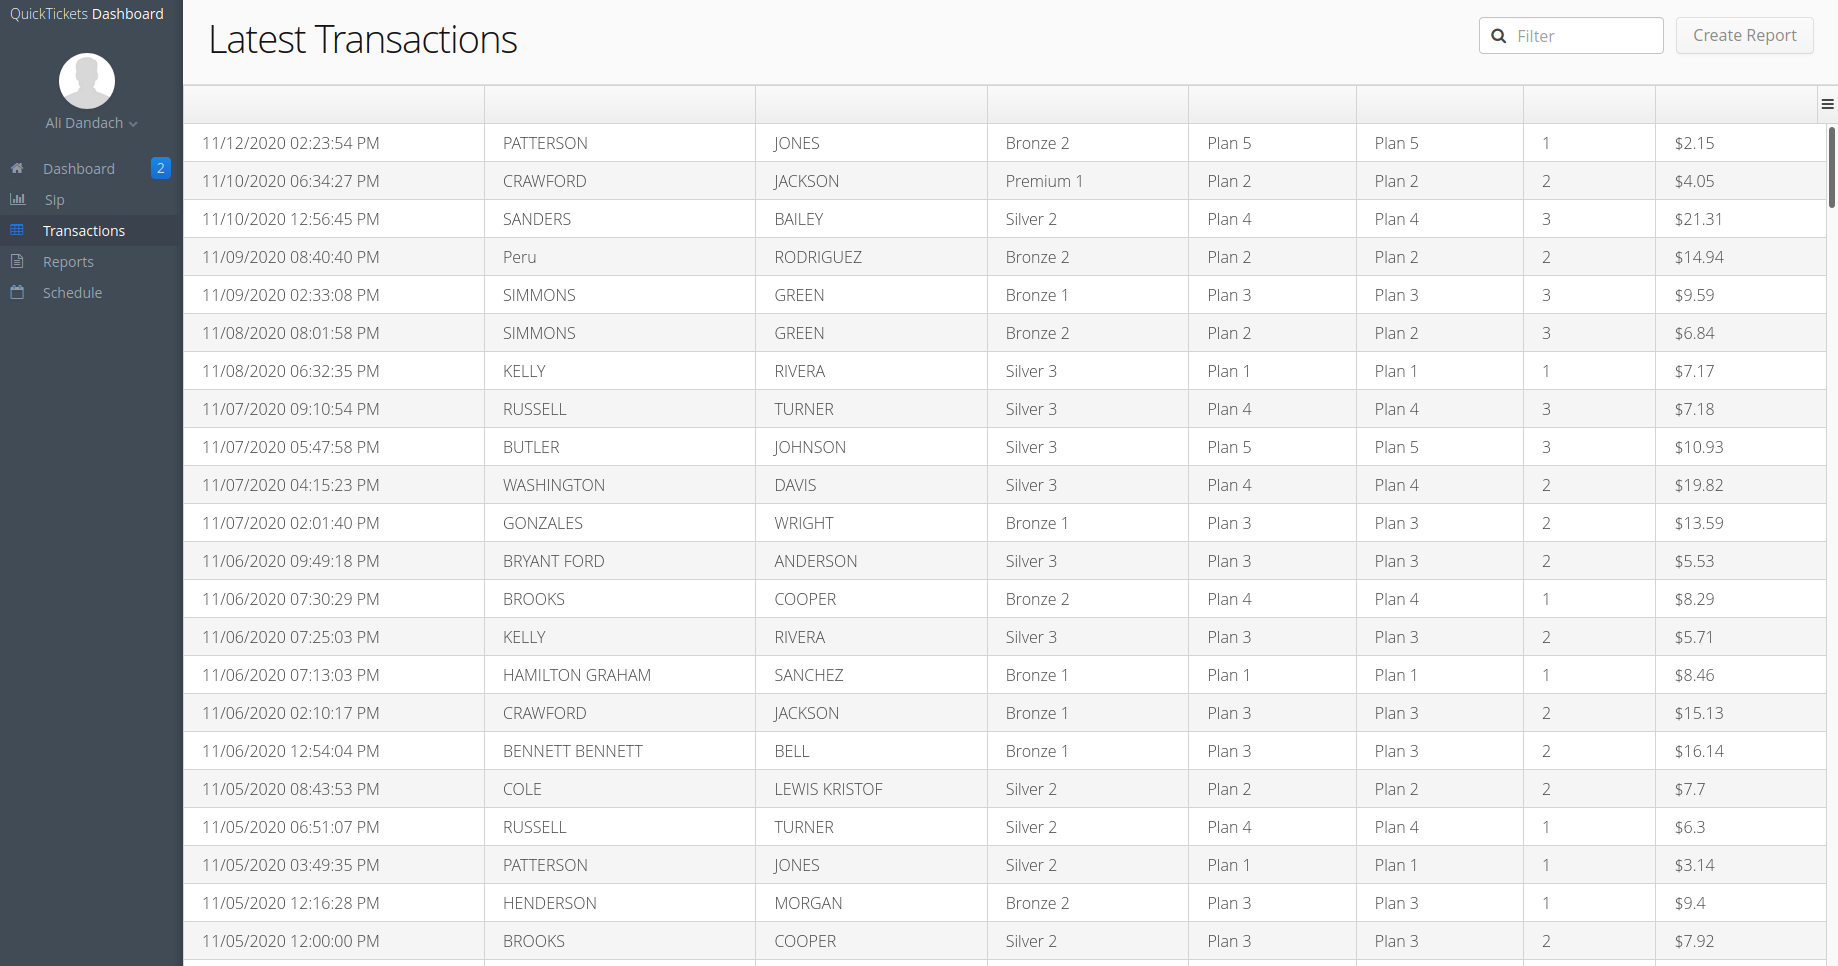 QuickTickets Dashboard
Ali Dandach
Dashboard 2
Sip
Transactions
Reports
Schedule
Latest Transactions
Filter
Create Report
11/12/2020 02:23:54 PM PATTERSON JONES Bronze 2 Plan 5 Plan 5 1 $2.15
11/10/2020 06:34:27 PM CRAWFORD JACKSON Premium 1 Plan 2 Plan 2 2 $4.05
11/10/2020 12:56:45 PM SANDERS BAILEY Silver 2 Plan 4 Plan 4 3 $21.31
11/09/2020 08:40:40 PM Peru RODRIGUEZ Bronze 2 Plan 2 Plan 2 2 $14.94
11/09/2020 02:33:08 PM SIMMONS GREEN Bronze 1 Plan 3 Plan 3 3 $9.59
11/08/2020 08:01:58 PM SIMMONS GREEN Bronze 2 Plan 2 Plan 2 3 $6.84
11/08/2020 06:32:35 PM KELLY RIVERA Silver 3 Plan 1 Plan 1 1 $7.17
11/07/2020 09:10:54 PM RUSSELL TURNER Silver 3 Plan 4 Plan 4 3 $7.18
11/07/2020 05:47:58 PM BUTLER JOHNSON Silver 3 Plan 5 Plan 5 3 $10.93
11/07/2020 04:15:23 PM WASHINGTON DAVIS Silver 3 Plan 4 Plan 4 2 $19.82
11/07/2020 02:01:40 PM GONZALES WRIGHT Bronze 1 Plan 3 Plan 3 2 $13.59
11/06/2020 09:49:18 PM BRYANT FORD ANDERSON Silver 3 Plan 3 Plan 3 2 $5.53
11/06/2020 07:30:29 PM BROOKS COOPER Bronze 2 Plan 4 Plan 4 1 $8.29
11/06/2020 07:25:03 PM KELLY RIVERA Silver 3 Plan 3 Plan 3 2 $5.71
11/06/2020 07:13:03 PM HAMILTON GRAHAM SANCHEZ Bronze 1 Plan 1 Plan 1 1 $8.46
11/06/2020 02:10:17 PM CRAWFORD JACKSON Bronze 1 Plan 3 Plan 3 2 $15.13
11/06/2020 12:54:04 PM BENNETT BENNETT BELL Bronze 1 Plan 3 Plan 3 2 $16.14
11/05/2020 08:43:53 PM COLE LEWIS KRISTOF Silver 2 Plan 2 Plan 2 2 $7.7
11/05/2020 06:51:07 PM RUSSELL TURNER Silver 2 Plan 4 Plan 4 1 $6.3
11/05/2020 03:49:35 PM PATTERSON JONES Silver 2 Plan 1 Plan 1 1 $3.14
11/05/2020 12:16:28 PM HENDERSON MORGAN Bronze 2 Plan 3 Plan 3 1 $9.4
11/05/2020 12:00:00 PM BROOKS COOPER Silver 2 Plan 3 Plan 3 2 $7.92